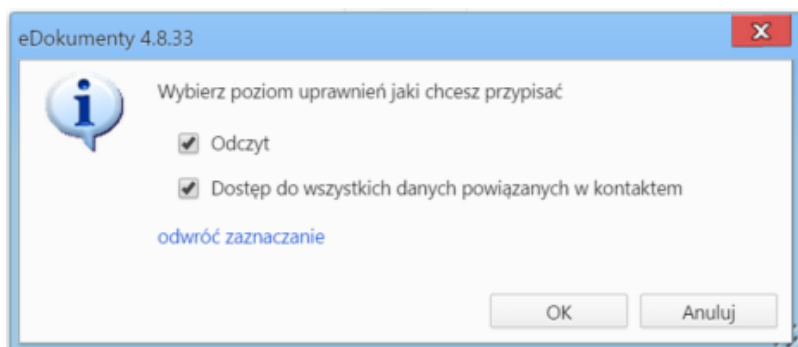 eDokumenty 4.8.33
Wybierz poziom uprawnień jaki chcesz przypisać
Odczyt
Dostęp do wszystkich danych powiązanych w kontaktem
odwróć zaznaczanie
OK
Anuluj